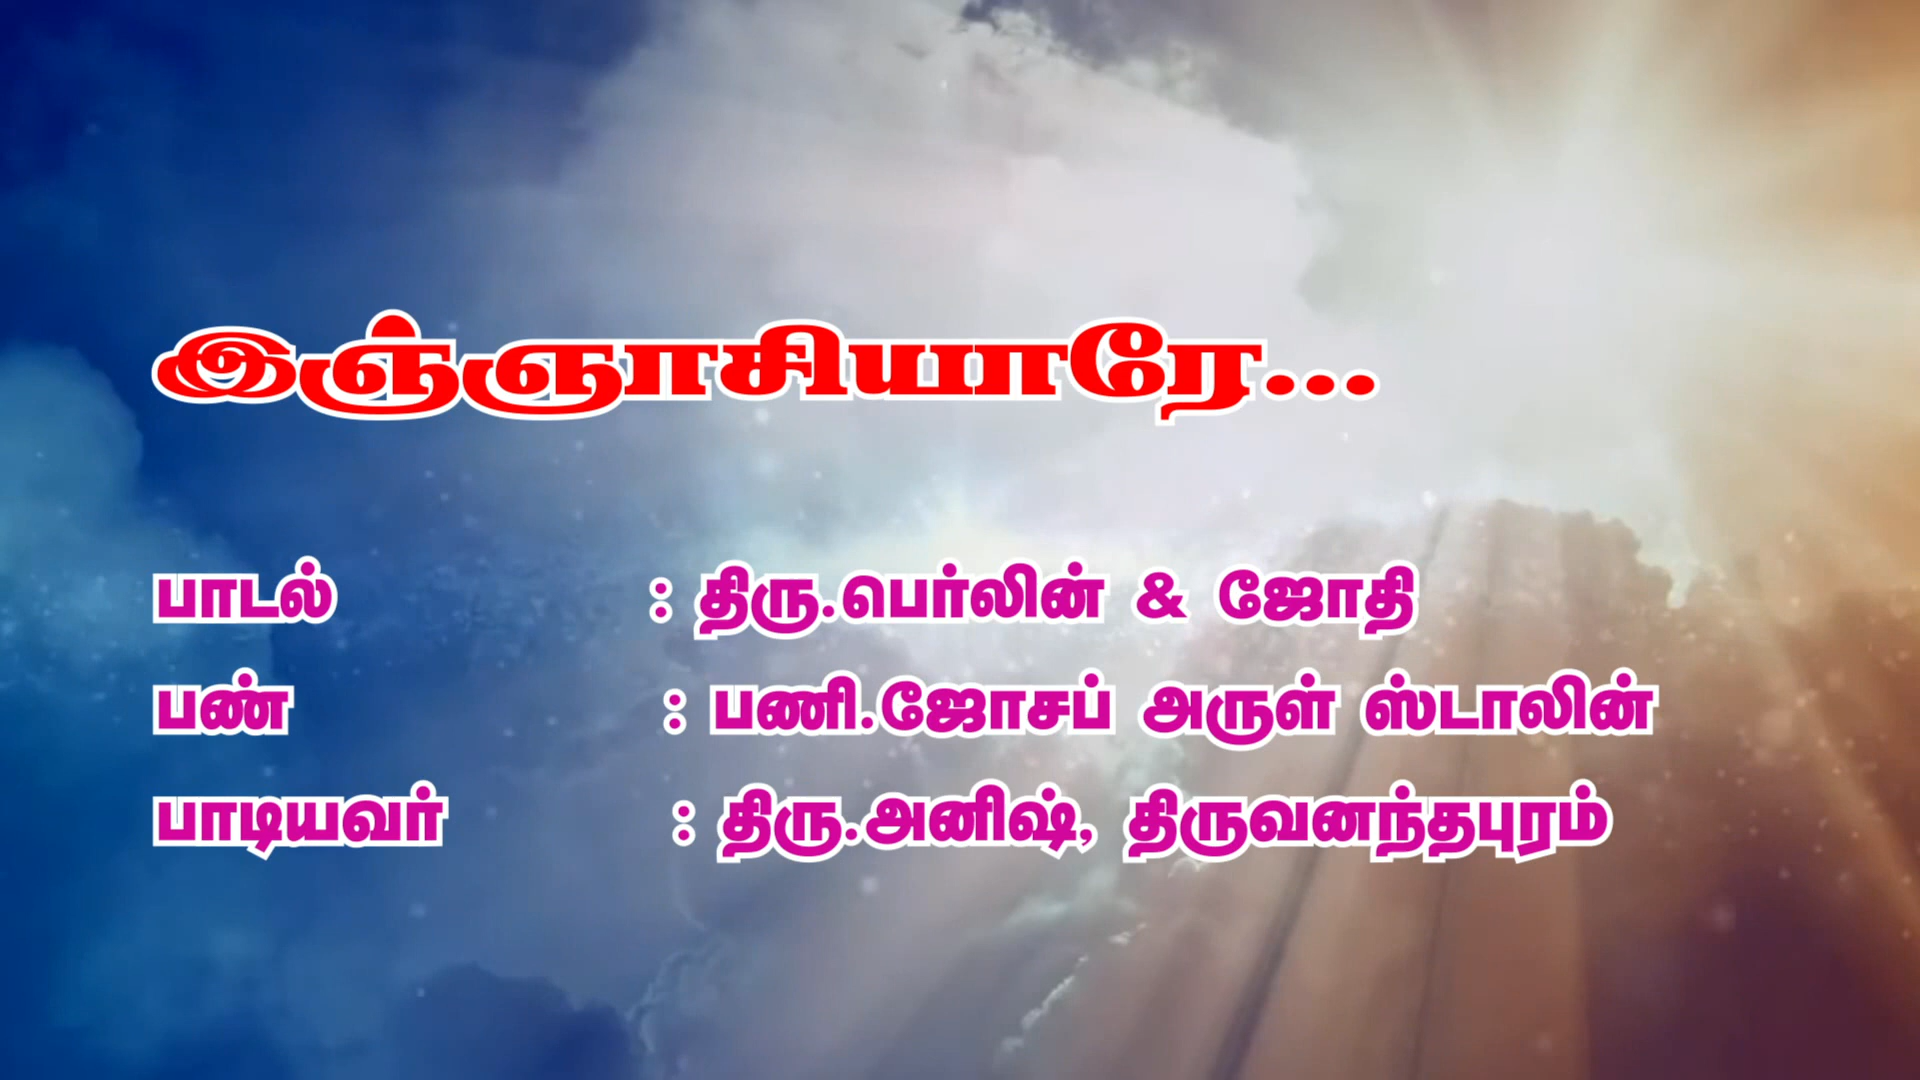 இஞ்ஞாசியாரே...
பாடல் : திரு.பெர்லின் & ஜோதி
பண் : பணி.ஜோசப் அருள் ஸ்டாலின்
பாடியவர் : திரு.அனிஷ், திருவனந்தபுரம்